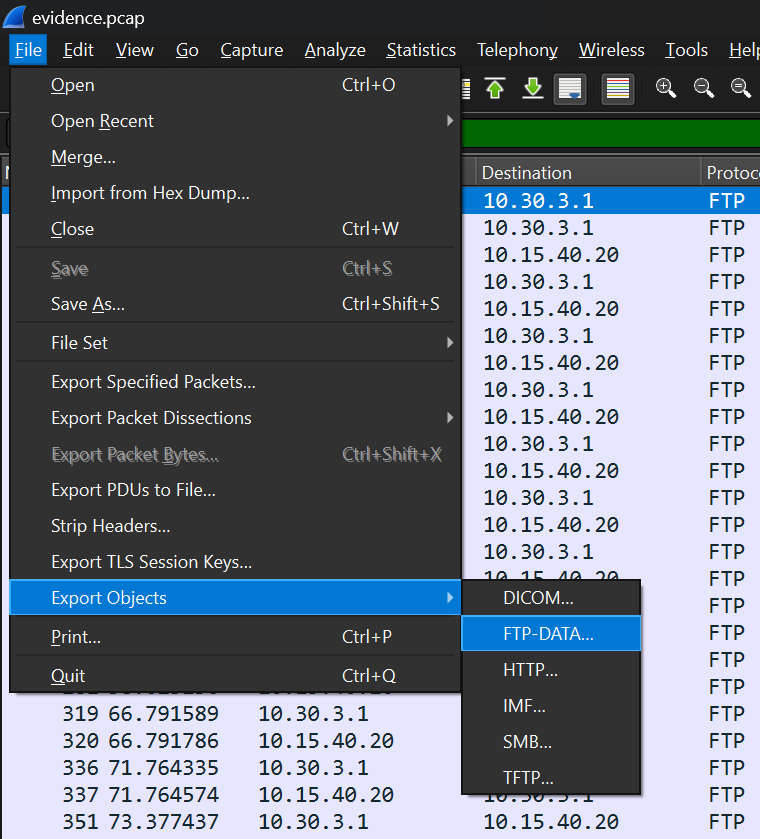 evidence.pcap
File Edit View Go Capture Analyze Statistics Telephony Wireless Tools Help
Open Ctrl+O
Open Recent
Merge...
Import from Hex Dump...
Close Ctrl+W
Save Ctrl+S
Save As... Ctrl+Shift+S
File Set
Export Specified Packets...
Export Packet Dissections
Export Packet Bytes... Ctrl+Shift+X
Export PDUs to File...
Strip Headers...
Export TLS Session Keys...
Export Objects
Print... Ctrl+P
Quit Ctrl+Q
DICOM...
FTP-DATA...
HTTP...
IMF...
SMB...
TFTP...
Destination Protoc
10.30.3.1 FTP
10.30.3.1 FTP
10.15.40.20 FTP
10.30.3.1 FTP
10.15.40.20 FTP
10.30.3.1 FTP
10.15.40.20 FTP
10.30.3.1 FTP
10.15.40.20 FTP
10.30.3.1 FTP
10.15.40.20 FTP
10.30.3.1 FTP
10.15.40.20 FTP
10.30.3.1 FTP
10.15.40.20 FTP
FTP
FTP
FTP
FTP
319 66.791589 10.30.3.1 FTP
320 66.791786 10.15.40.20 FTP
336 71.764335 10.30.3.1 FTP
337 71.764574 10.15.40.20 10.30.3.1 FTP
351 73.377437 10.30.3.1 10.15.40.20 FTP